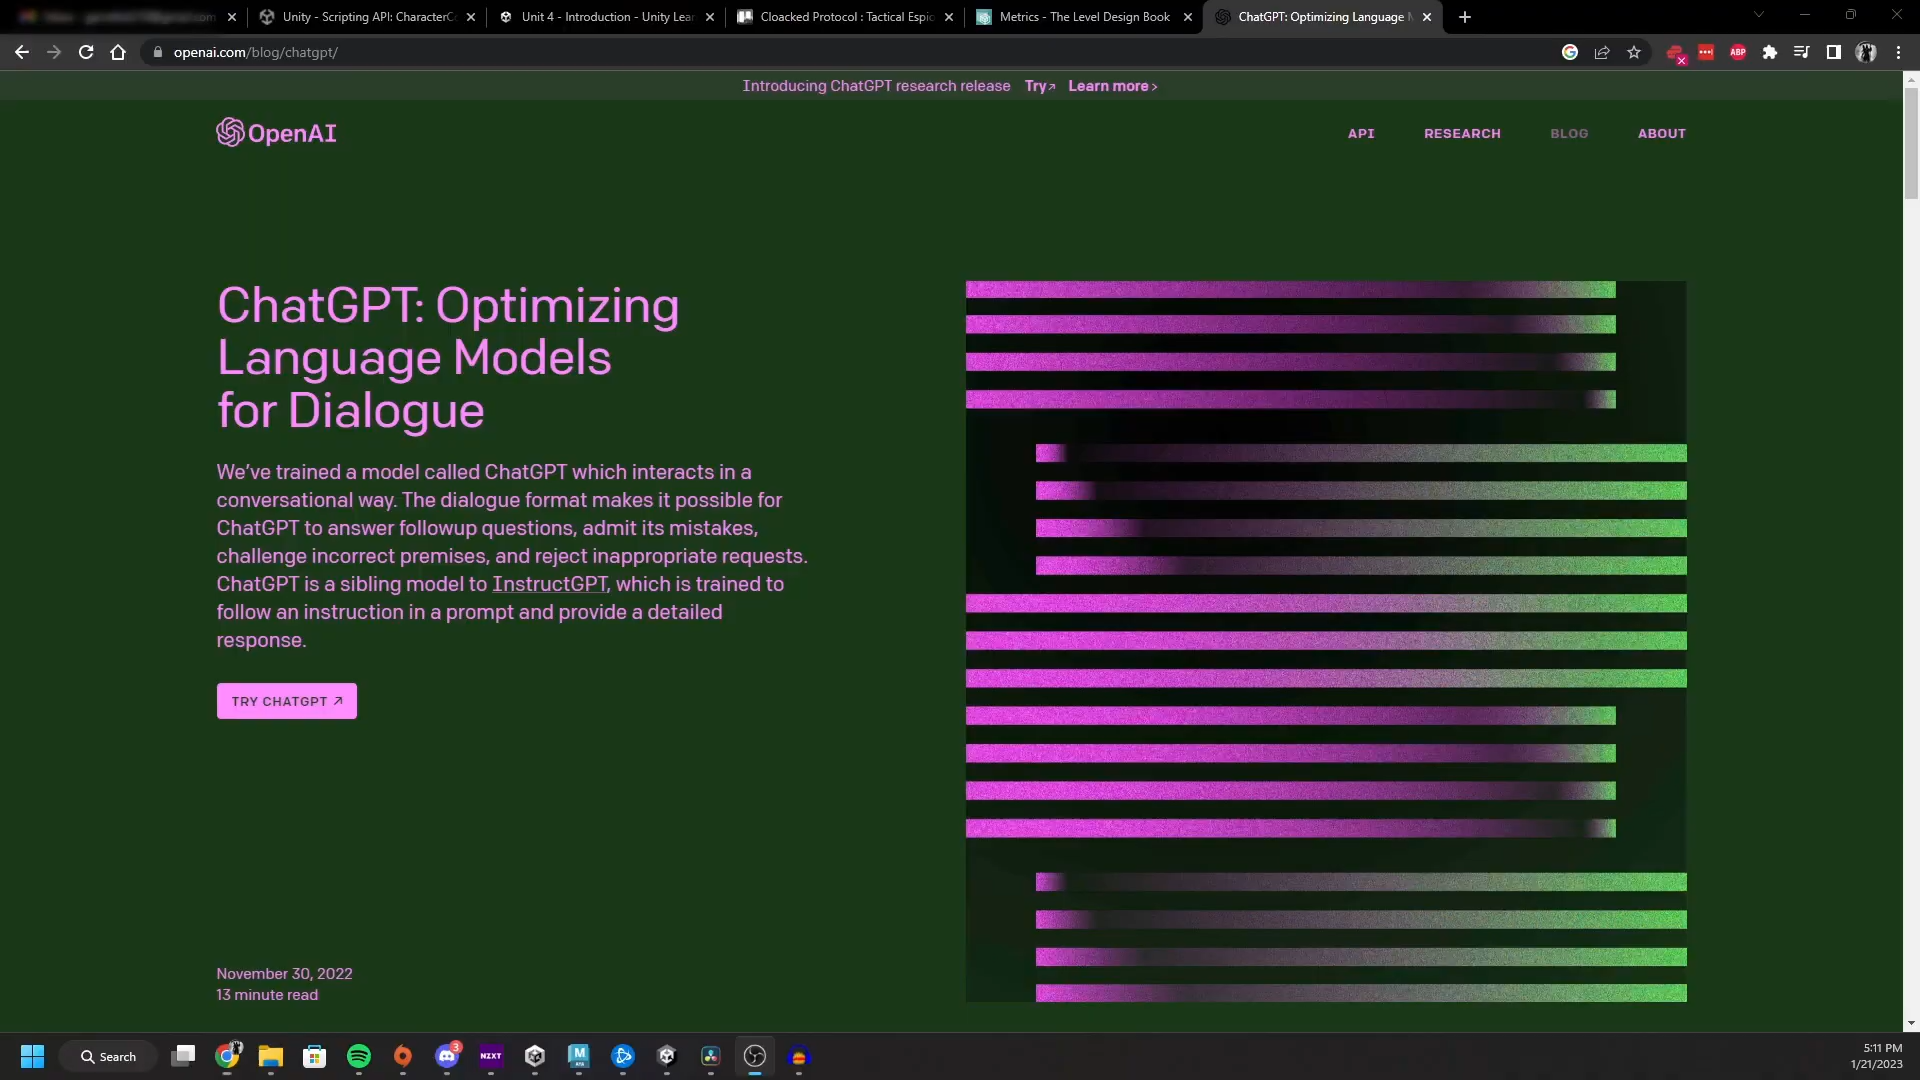 Unity - Scripting API: CharacterC
Unit 4 - Introduction - Unity Lear
Cloacked Protocol : Tactical Espio
Metrics - The Level Design Book
ChatGPT: Optimizing Language M
openai.com/blog/chatgpt/
ABP
Introducing ChatGPT research release Try↗ Learn more ›
OpenAI
API RESEARCH BLOG ABOUT
ChatGPT: Optimizing
Language Models
for Dialogue
We’ve trained a model called ChatGPT which interacts in a
conversational way. The dialogue format makes it possible for
ChatGPT to answer followup questions, admit its mistakes,
challenge incorrect premises, and reject inappropriate requests.
ChatGPT is a sibling model to InstructGPT, which is trained to
follow an instruction in a prompt and provide a detailed
response.
TRY CHATGPT ↗
November 30, 2022
13 minute read
Search
3
NZXT
M
5:11 PM
1/21/2023